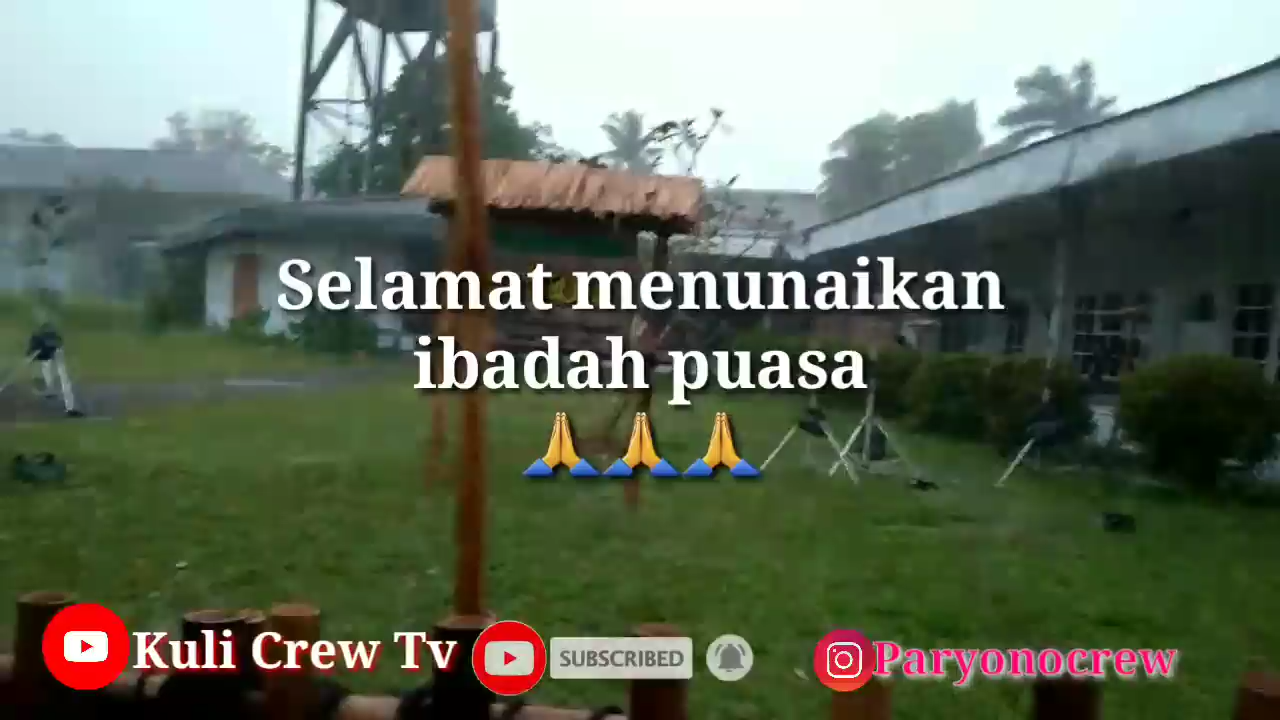 Selamat menunaikan
ibadah puasa
🙏🙏🙏
Kuli Crew Tv
SUBSCRIBED
Paryonocrew